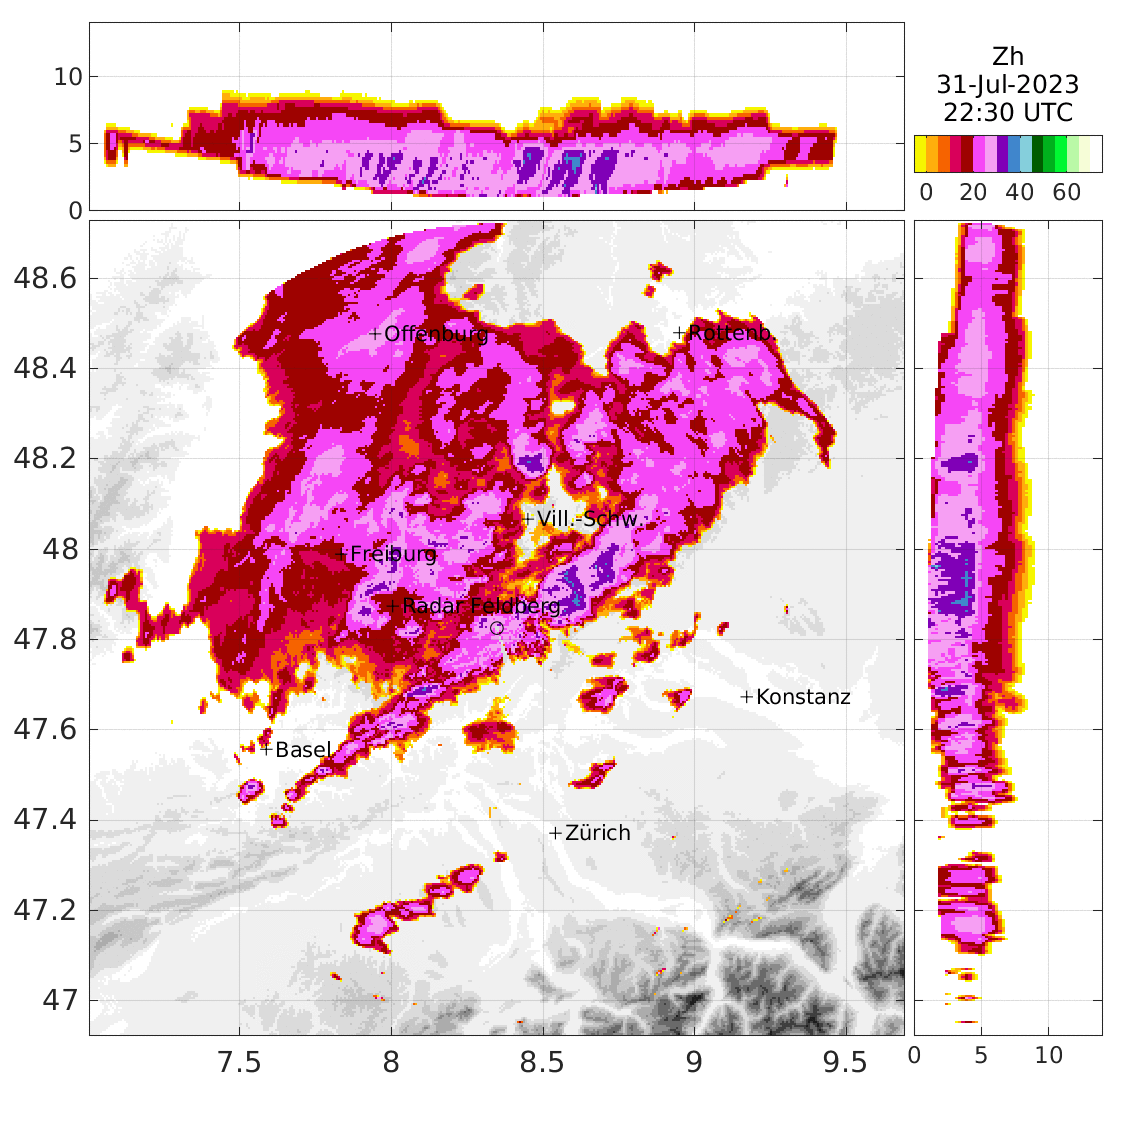 10
5
0
Zh
31-Jul-2023
22:30 UTC
0 20 40 60
48.6
48.4
48.2
48
47.8
47.6
47.4
47.2
47
Offenburg
Rottenb.
Vill.-Schw.
Freiburg
Radar Feldberg
Konstanz
Basel
Zürich
7.5 8 8.5 9 9.5
0 5 10